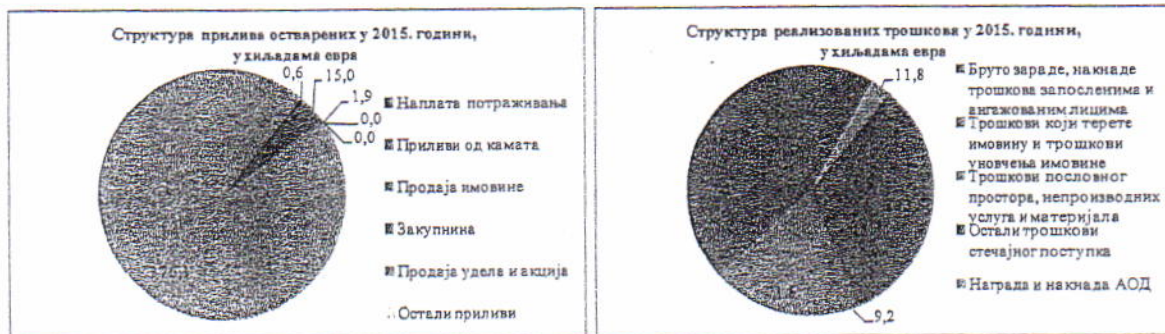 Структура прилива остварених у 2015. години,
у хиљадама евра
0,6
15,0
1,9
0,0
0,0
Наплата потраживања
Приливи од камата
Продаја имовине
Закупнина
Продаја удела и акција
Остали приливи
Структура реализованих трошкова у 2015. години,
у хиљадама евра
11,8
9,2
Бруто зараде, накнаде
трошкова запосленима и
ангажованим лицима
Трошкови који терете
имовину и трошкови
уновчења имовине
Трошкови пословног
простора, непроизводних
услуга и материјала
Остали трошкови
стечајног поступка
Награда и накнада АОД